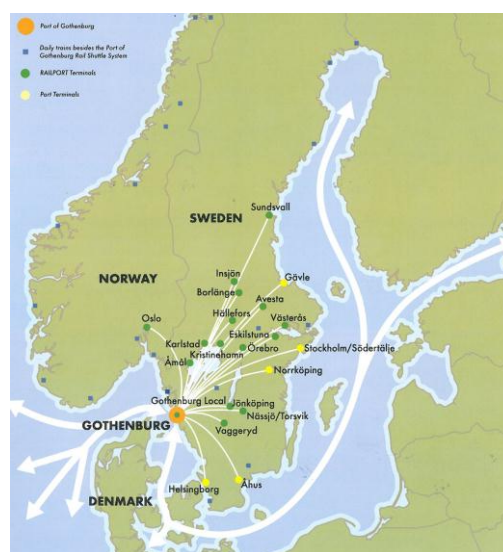 Port of Gothenburg
Daily trains besides the Port of
Gothenburg Rail Shuttle System
RAILPORT Terminals
Port Terminals
Sundsvall
SWEDEN
Insjön
Gävle
NORWAY
Borlänge
Avesta
Hällefors
Oslo
Västerås
Eskilstuna
Karlstad
Örebro
Stockholm/Södertälje
Kristinehamn
Åmål
Norrköping
Gothenburg Local
Jönköping
Nässjö/Torsvik
GOTHENBURG
Vaggeryd
Helsingborg
Åhus
DENMARK